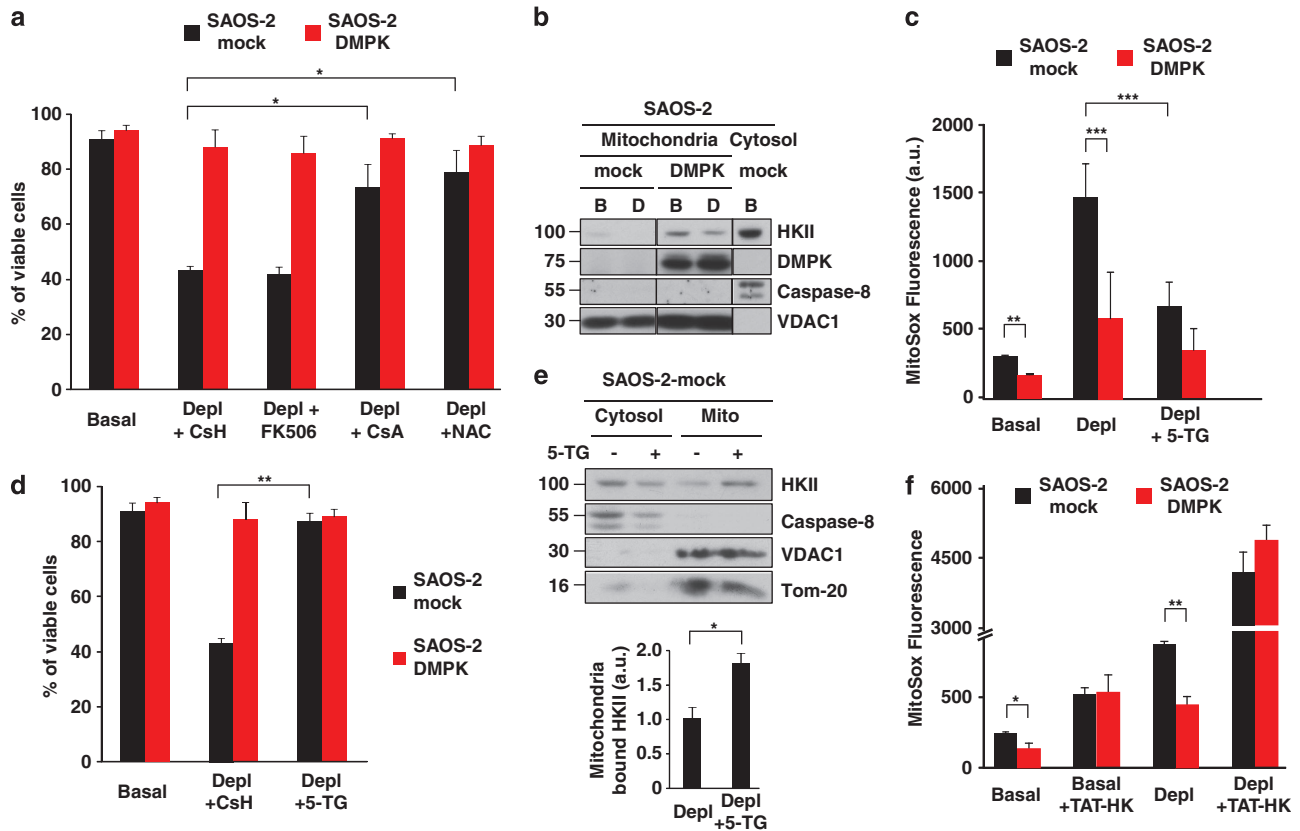 a
SAOS-2 mock
SAOS-2 DMPK
*
*
% of viable cells
100
80
60
40
20
0
Basal
Depl + CsH
Depl + FK506
Depl + CsA
Depl +NAC
b
SAOS-2
Mitochondria Cytosol
mock DMPK mock
B D B D B
100 HKII
75 DMPK
55 Caspase-8
30 VDAC1
c
SAOS-2 mock
SAOS-2 DMPK
***
***
**
MitoSox Fluorescence (a.u.)
2000
1500
1000
500
0
Basal
Depl
Depl + 5-TG
d
**
% of viable cells
100
80
60
40
20
0
Basal
Depl +CsH
Depl +5-TG
SAOS-2 mock
SAOS-2 DMPK
e
SAOS-2-mock
Cytosol Mito
5-TG - + - +
100 HKII
55 Caspase-8
30 VDAC1
16 Tom-20
*
Mitochondria bound HKII (a.u.)
2.0
1.5
1.0
0.5
0
Depl
Depl +5-TG
f
SAOS-2 mock
SAOS-2 DMPK
**
*
MitoSox Fluorescence
6000
4500
3000
500
0
Basal
Basal +TAT-HK
Depl
Depl +TAT-HK